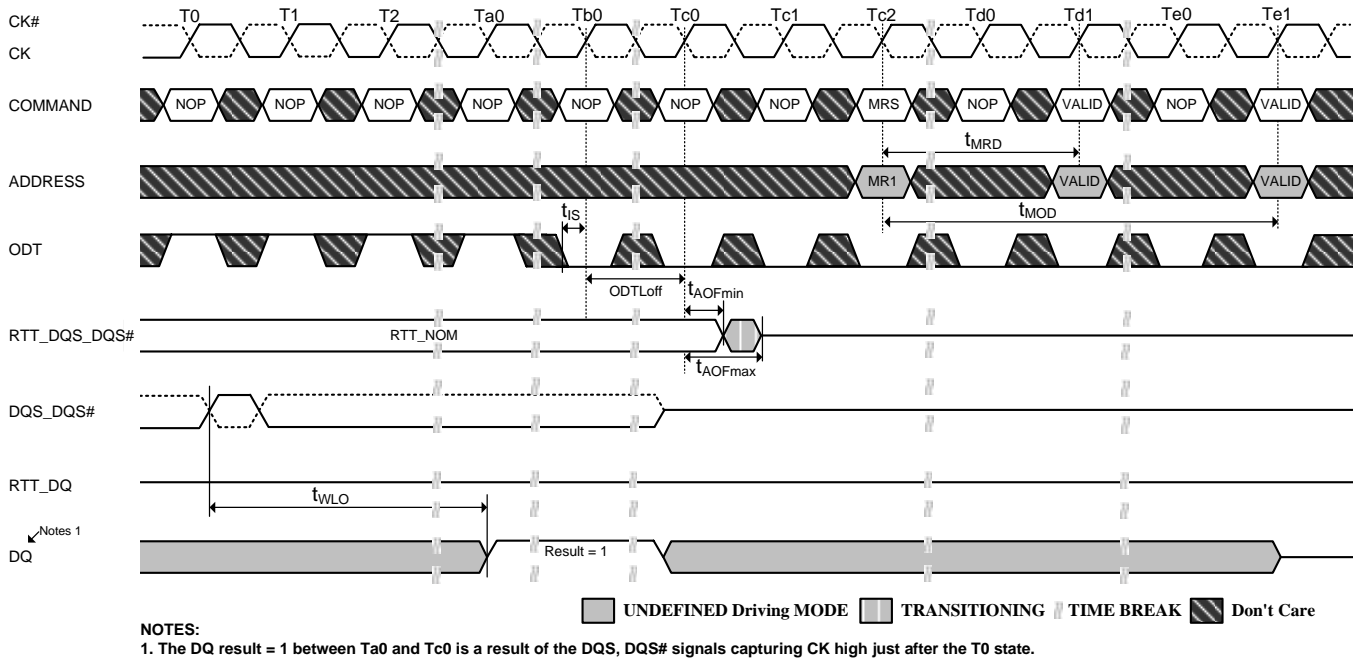 T0 T1 T2 Ta0 Tb0 Tc0 Tc1 Tc2 Td0 Td1 Te0 Te1
CK#
CK
COMMAND NOP NOP NOP NOP NOP NOP NOP MRS NOP VALID NOP VALID
tMRD
ADDRESS MR1 VALID VALID
tIS tMOD
ODT
ODTLoff tAOFmin
RTT_DQS_DQS# RTT_NOM
tAOFmax
DQS_DQS#
RTT_DQ
tWLO
Notes 1
DQ Result = 1
UNDEFINED Driving MODE TRANSITIONING TIME BREAK Don't Care
NOTES:
1. The DQ result = 1 between Ta0 and Tc0 is a result of the DQS, DQS# signals capturing CK high just after the T0 state.